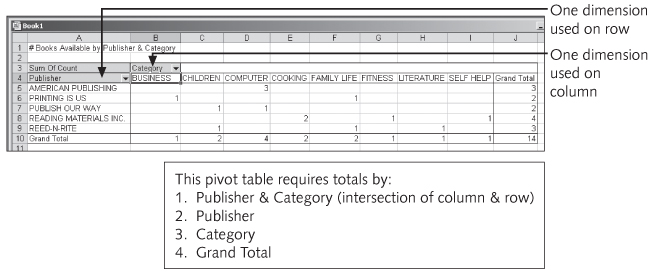 One dimension
used on row
Book1
A B C D E F G H I J
1 # Books Available by Publisher & Category
2
One dimension
used on
column
3 Sum Of Count Category
4 Publisher BUSINESS CHILDREN COMPUTER COOKING FAMILY LIFE FITNESS LITERATURE SELF HELP Grand Total
5 AMERICAN PUBLISHING 3 3
6 PRINTING IS US 1 1 2
7 PUBLISH OUR WAY 1 1 2
8 READING MATERIALS INC. 2 1 1 4
9 REED-N-RITE 1 1 1 3
10 Grand Total 1 2 4 2 2 1 1 1 14
11
This pivot table requires totals by:
1. Publisher & Category (intersection of column & row)
2. Publisher
3. Category
4. Grand Total